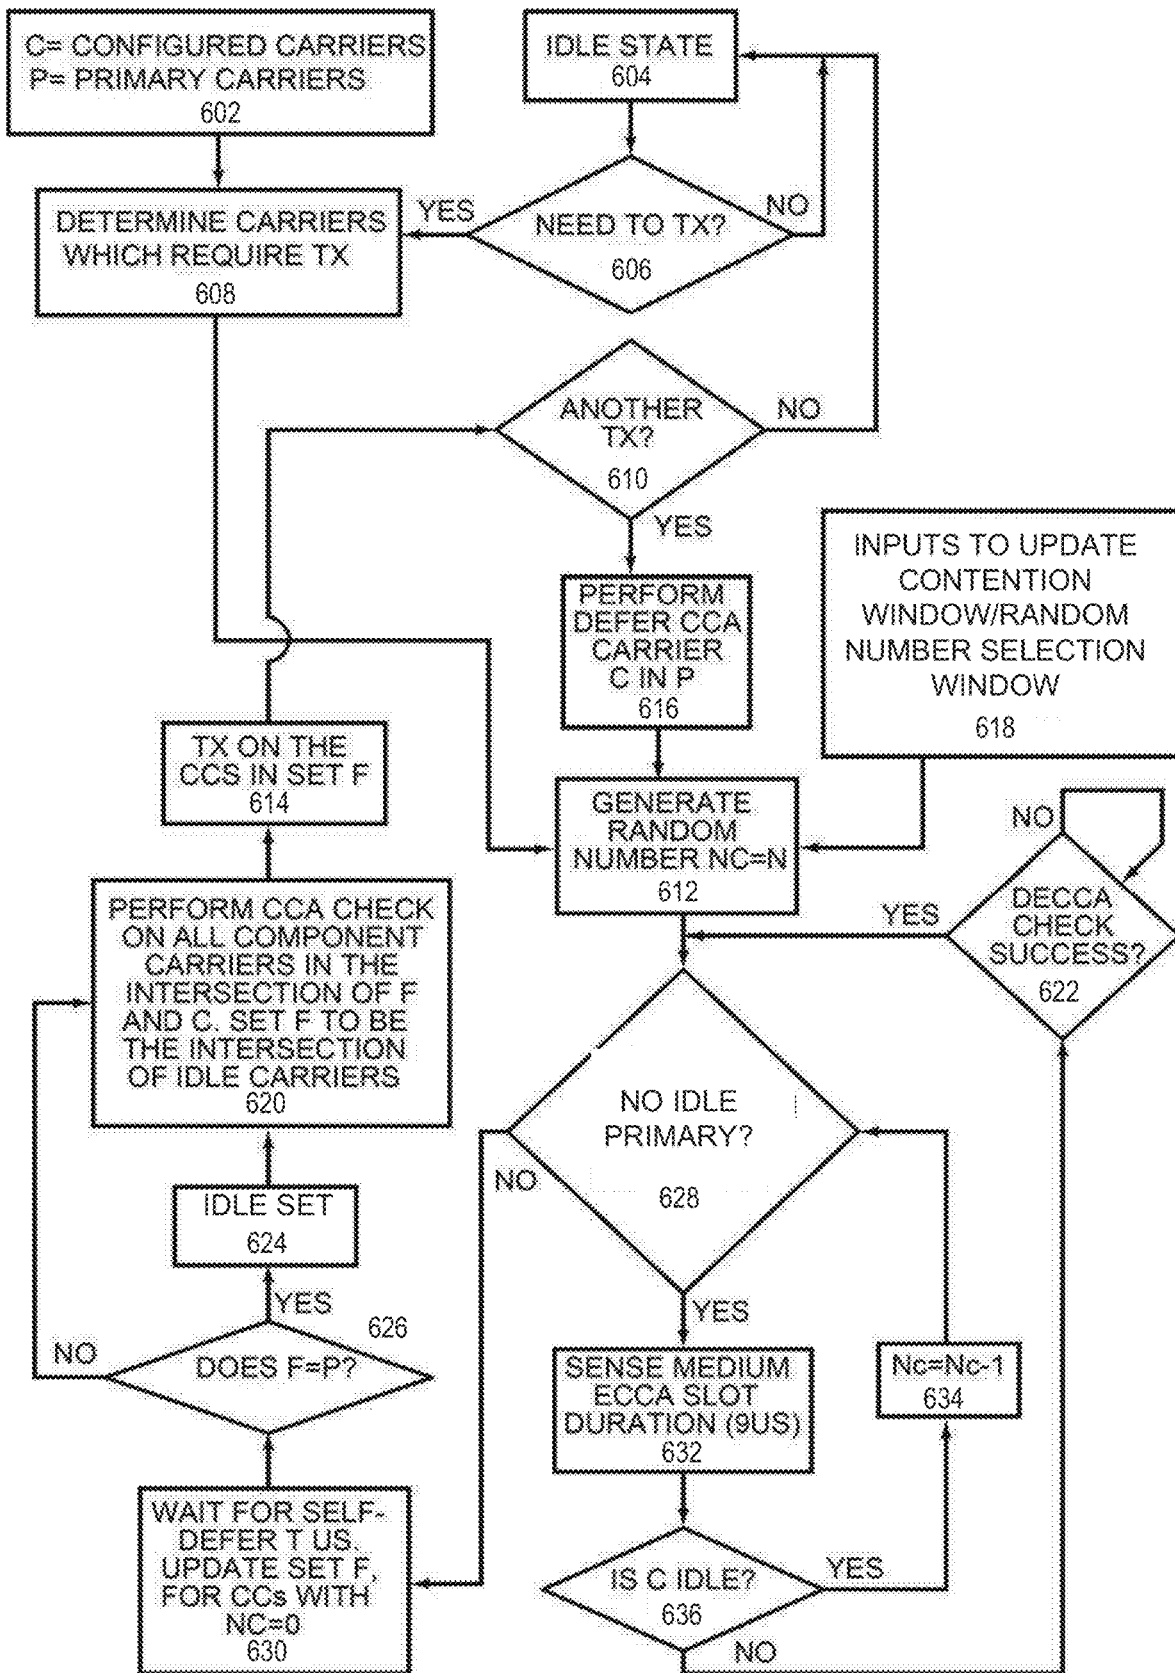 C= CONFIGURED CARRIERS
P= PRIMARY CARRIERS
602
IDLE STATE
604
DETERMINE CARRIERS
WHICH REQUIRE TX
608
YES
NEED TO TX?
606
NO
ANOTHER
TX?
610
NO
YES
PERFORM
DEFER CCA
CARRIER
C IN P
616
INPUTS TO UPDATE
CONTENTION
WINDOW/RANDOM
NUMBER SELECTION
WINDOW
618
TX ON THE
CCS IN SET F
614
GENERATE
RANDOM
NUMBER NC=N
612
NO
DECCA
CHECK
SUCCESS?
622
YES
PERFORM CCA CHECK
ON ALL COMPONENT
CARRIERS IN THE
INTERSECTION OF F
AND C. SET F TO BE
THE INTERSECTION
OF IDLE CARRIERS
620
NO IDLE
PRIMARY?
628
NO
YES
IDLE SET
624
YES
626
NO
DOES F=P?
SENSE MEDIUM
ECCA SLOT
DURATION (9US)
632
Nc=Nc-1
634
WAIT FOR SELF-
DEFER T US.
UPDATE SET F,
FOR CCs WITH
NC=0
630
IS C IDLE?
636
YES
NO